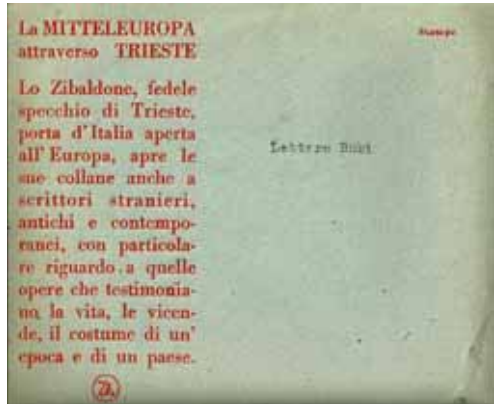 La MITTELEUROPA
attraverso TRIESTE
Lo Zibaldone, fedele
specchio di Trieste,
porta d'Italia aperta
all'Europa, apre le
sue collane anche a
scrittori stranieri,
antichi e contempo-
ranei, con particola-
re riguardo a quelle
opere che testimonia-
no la vita, le vicen-
de, il costume di un'
epoca e di un paese.
Stampe
Lettere